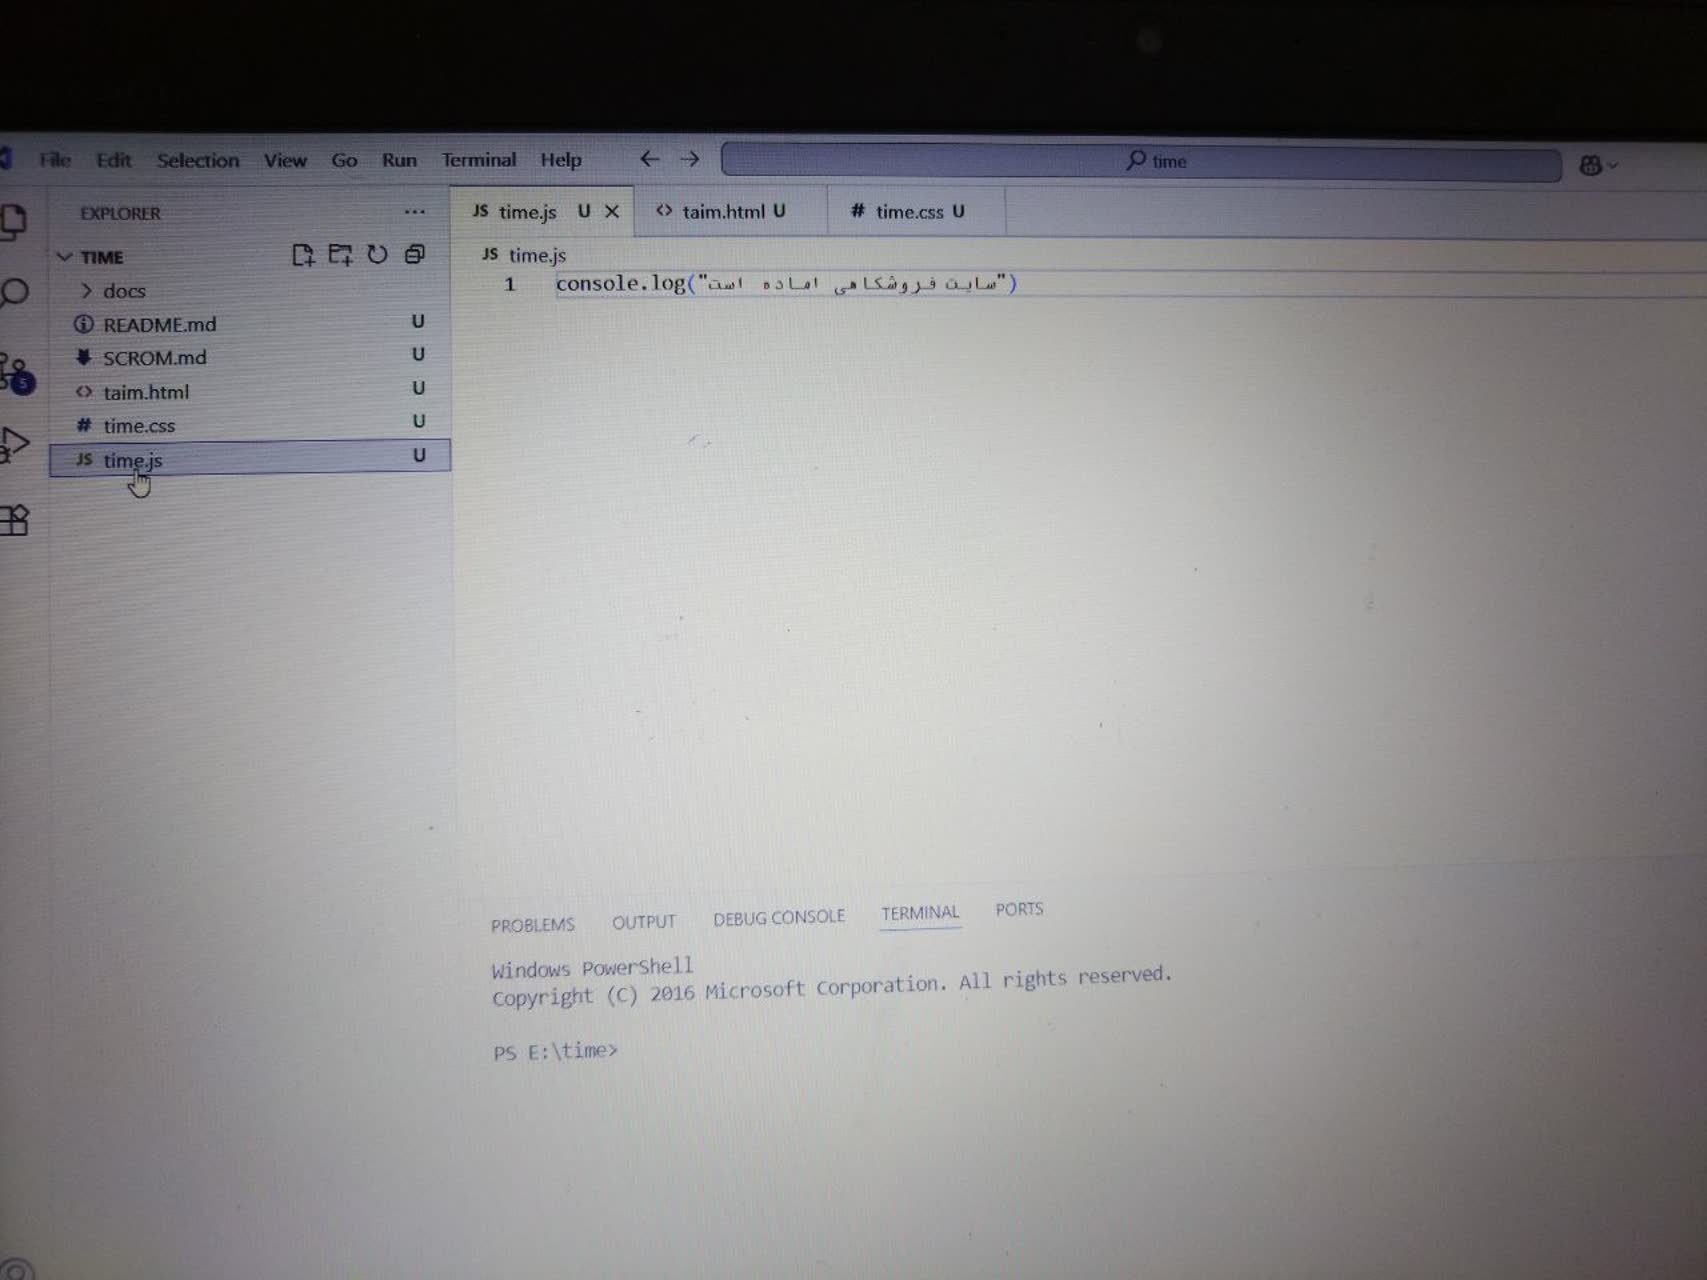 File Edit Selection View Go Run Terminal Help time
EXPLORER
TIME
docs
README.md U
SCROM.md U
taim.html U
time.css U
time.js U
5
JS time.js U
<> taim.html U
# time.css U
JS time.js
1 console.log("سایت فروشگاهی اماده است")
PROBLEMS OUTPUT DEBUG CONSOLE TERMINAL PORTS
Windows PowerShell
Copyright (C) 2016 Microsoft Corporation. All rights reserved.
PS E:\time>